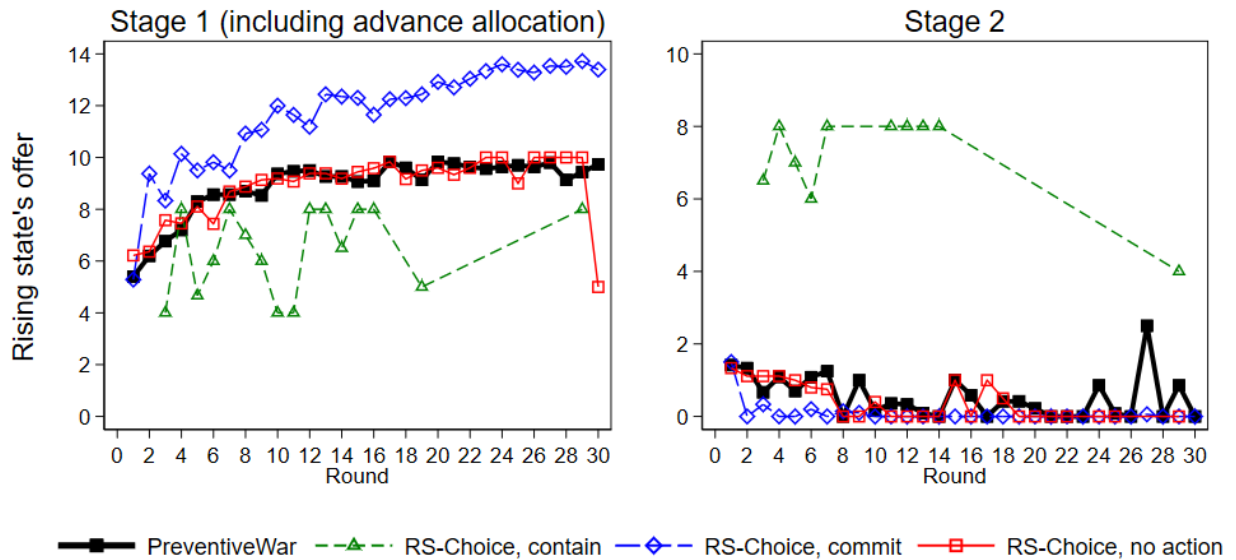 Stage 1 (including advance allocation)
Stage 2
Rising state's offer
14
12
10
8
6
4
2
0
10
8
6
4
2
0
0 2 4 6 8 10 12 14 16 18 20 22 24 26 28 30
0 2 4 6 8 10 12 14 16 18 20 22 24 26 28 30
Round
Round
PreventiveWar RS-Choice, contain RS-Choice, commit RS-Choice, no action